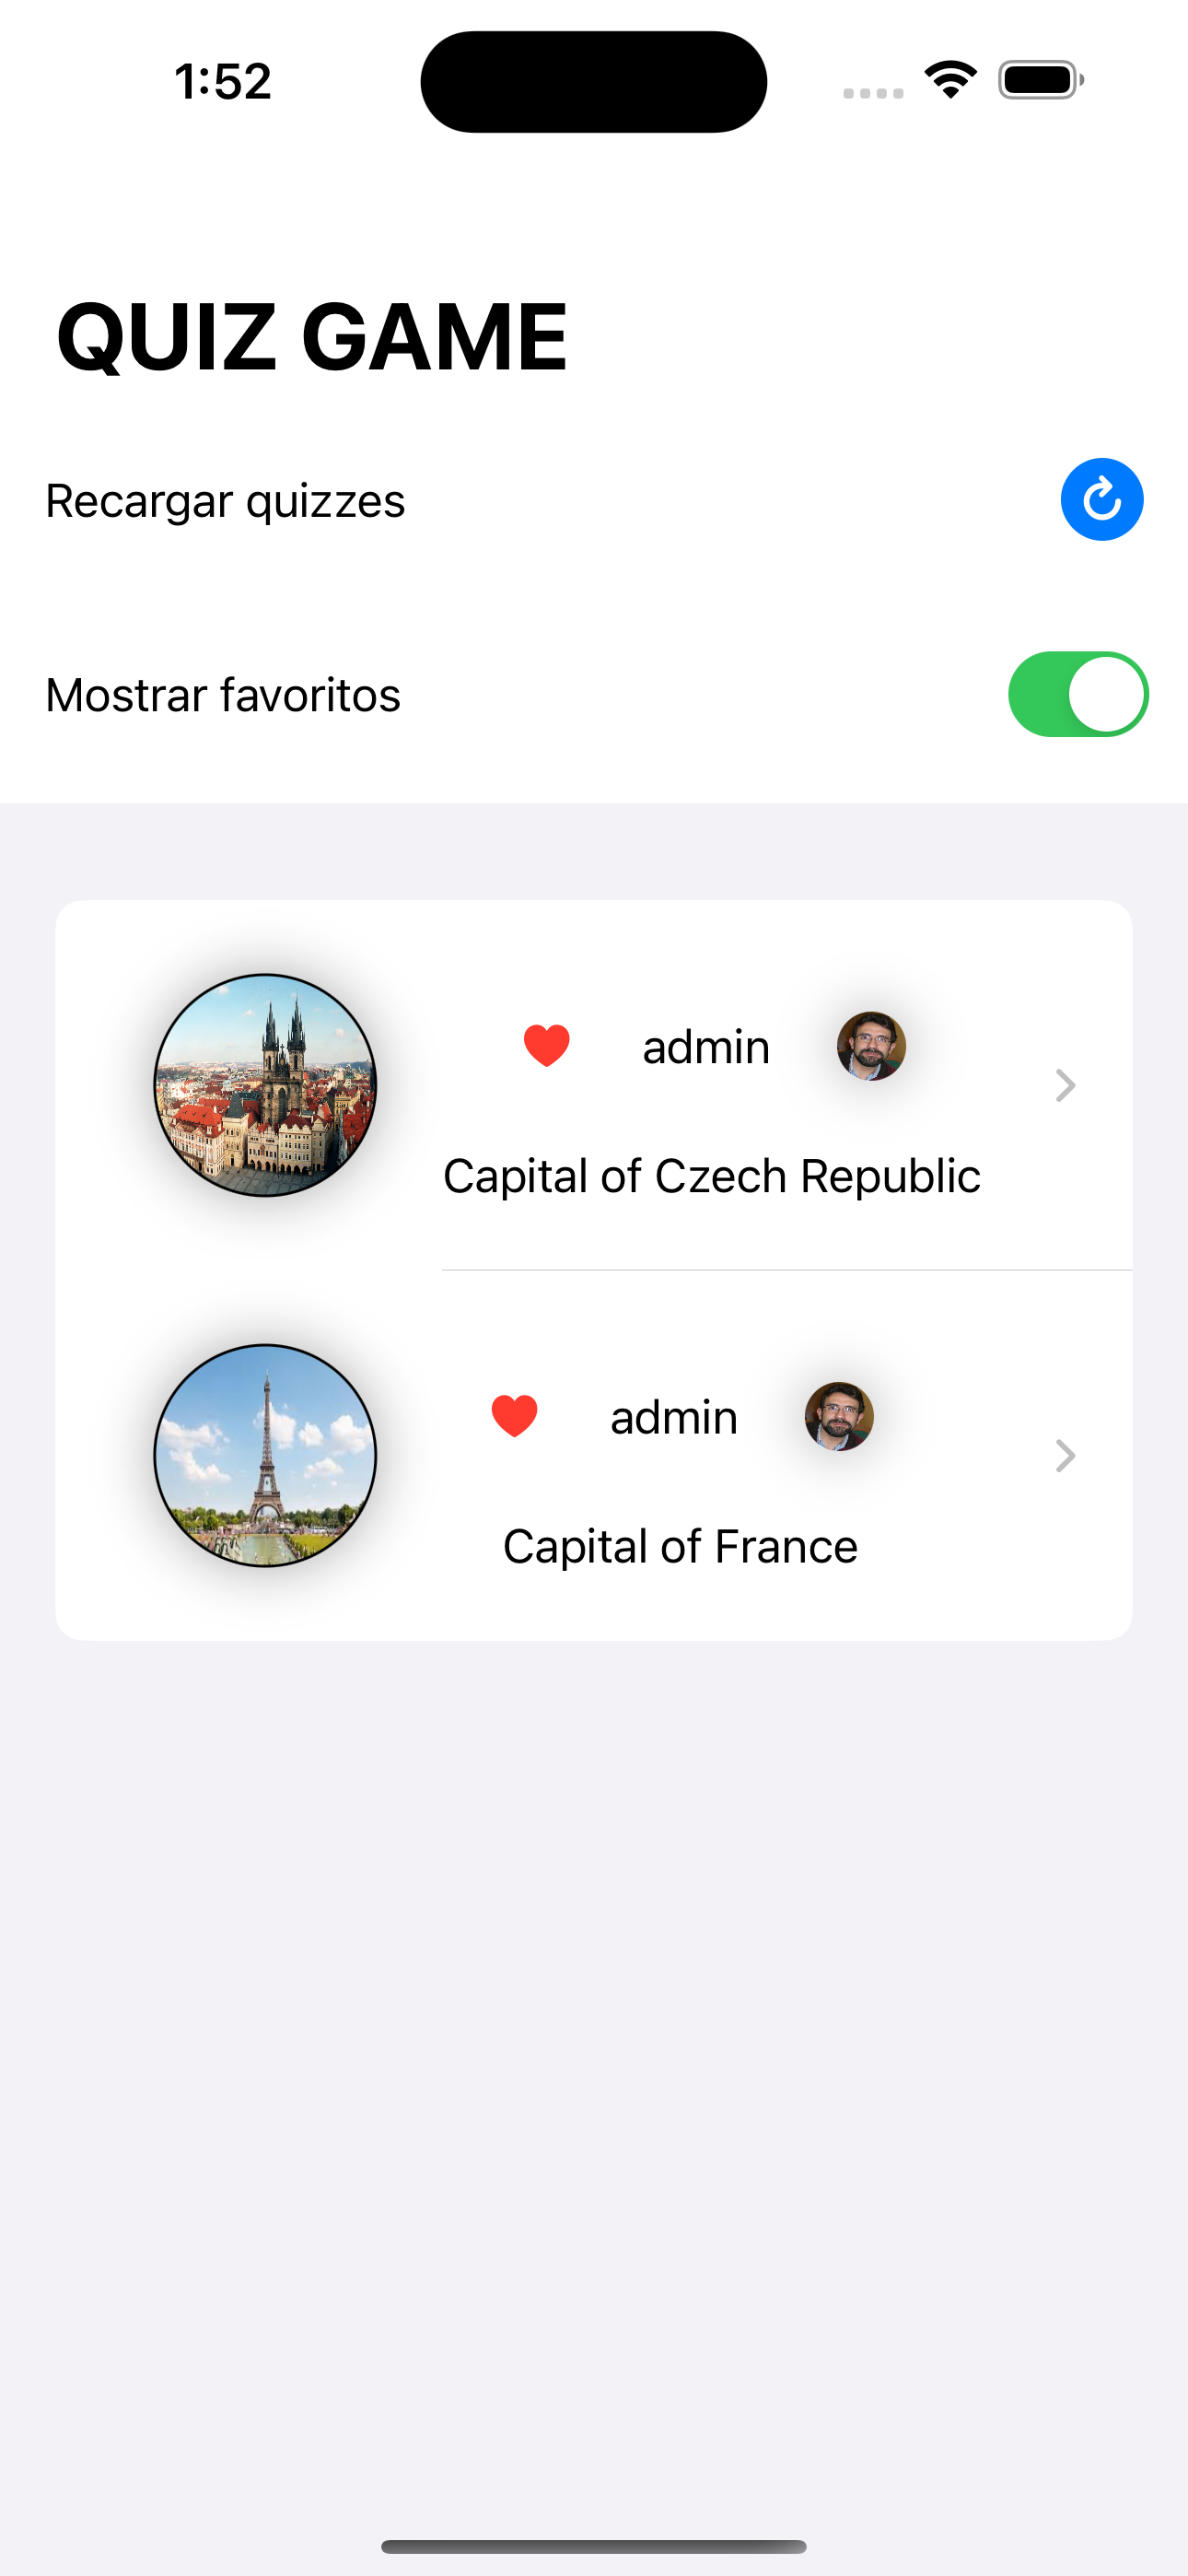 1:52
QUIZ GAME
Recargar quizzes
Mostrar favoritos
admin
Capital of Czech Republic
admin
Capital of France